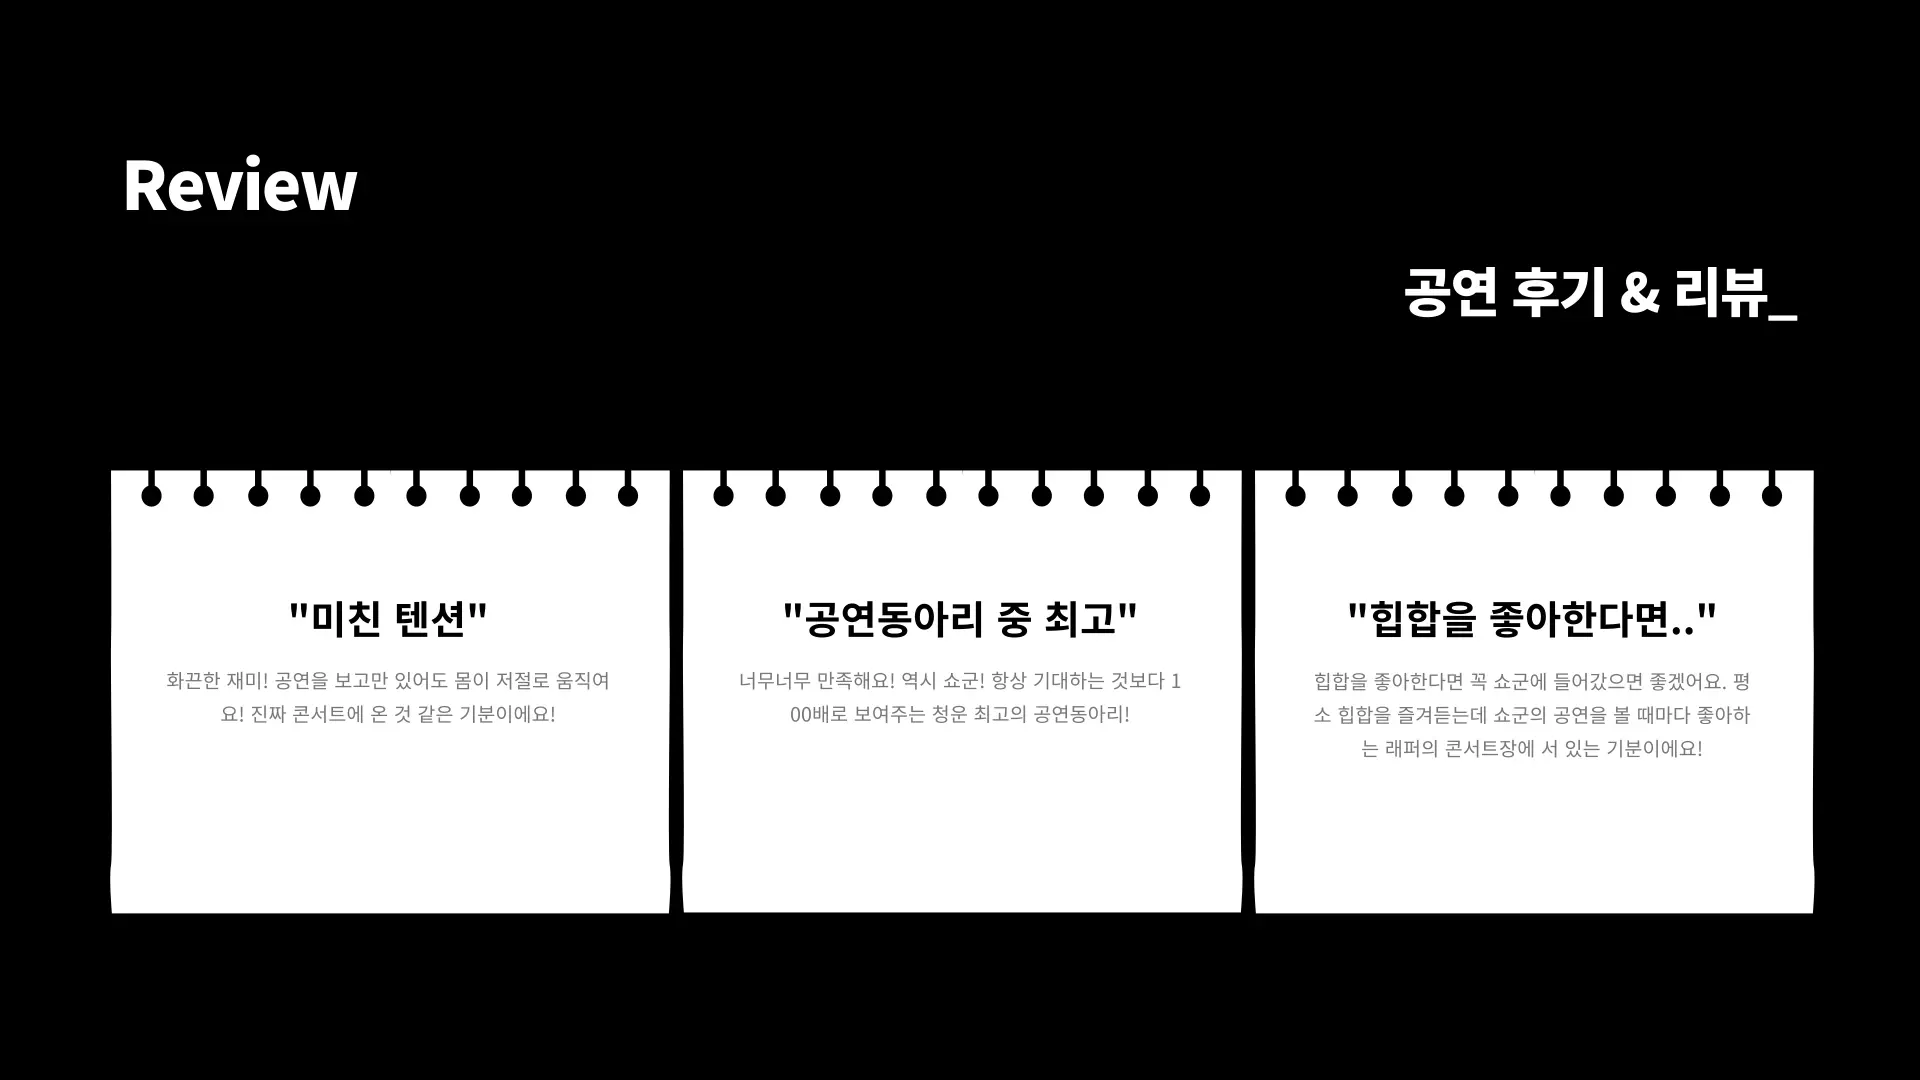 Review
공연 후기 & 리뷰_
"미친 텐션"
화끈한 재미! 공연을 보고만 있어도 몸이 저절로 움직여
요! 진짜 콘서트에 온 것 같은 기분이에요!
"공연동아리 중 최고"
너무너무 만족해요! 역시 쇼군! 항상 기대하는 것보다 1
00배로 보여주는 청운 최고의 공연동아리!
"힙합을 좋아한다면.."
힙합을 좋아한다면 꼭 쇼군에 들어갔으면 좋겠어요. 평
소 힙합을 즐겨듣는데 쇼군의 공연을 볼 때마다 좋아하
는 래퍼의 콘서트장에 서 있는 기분이에요!